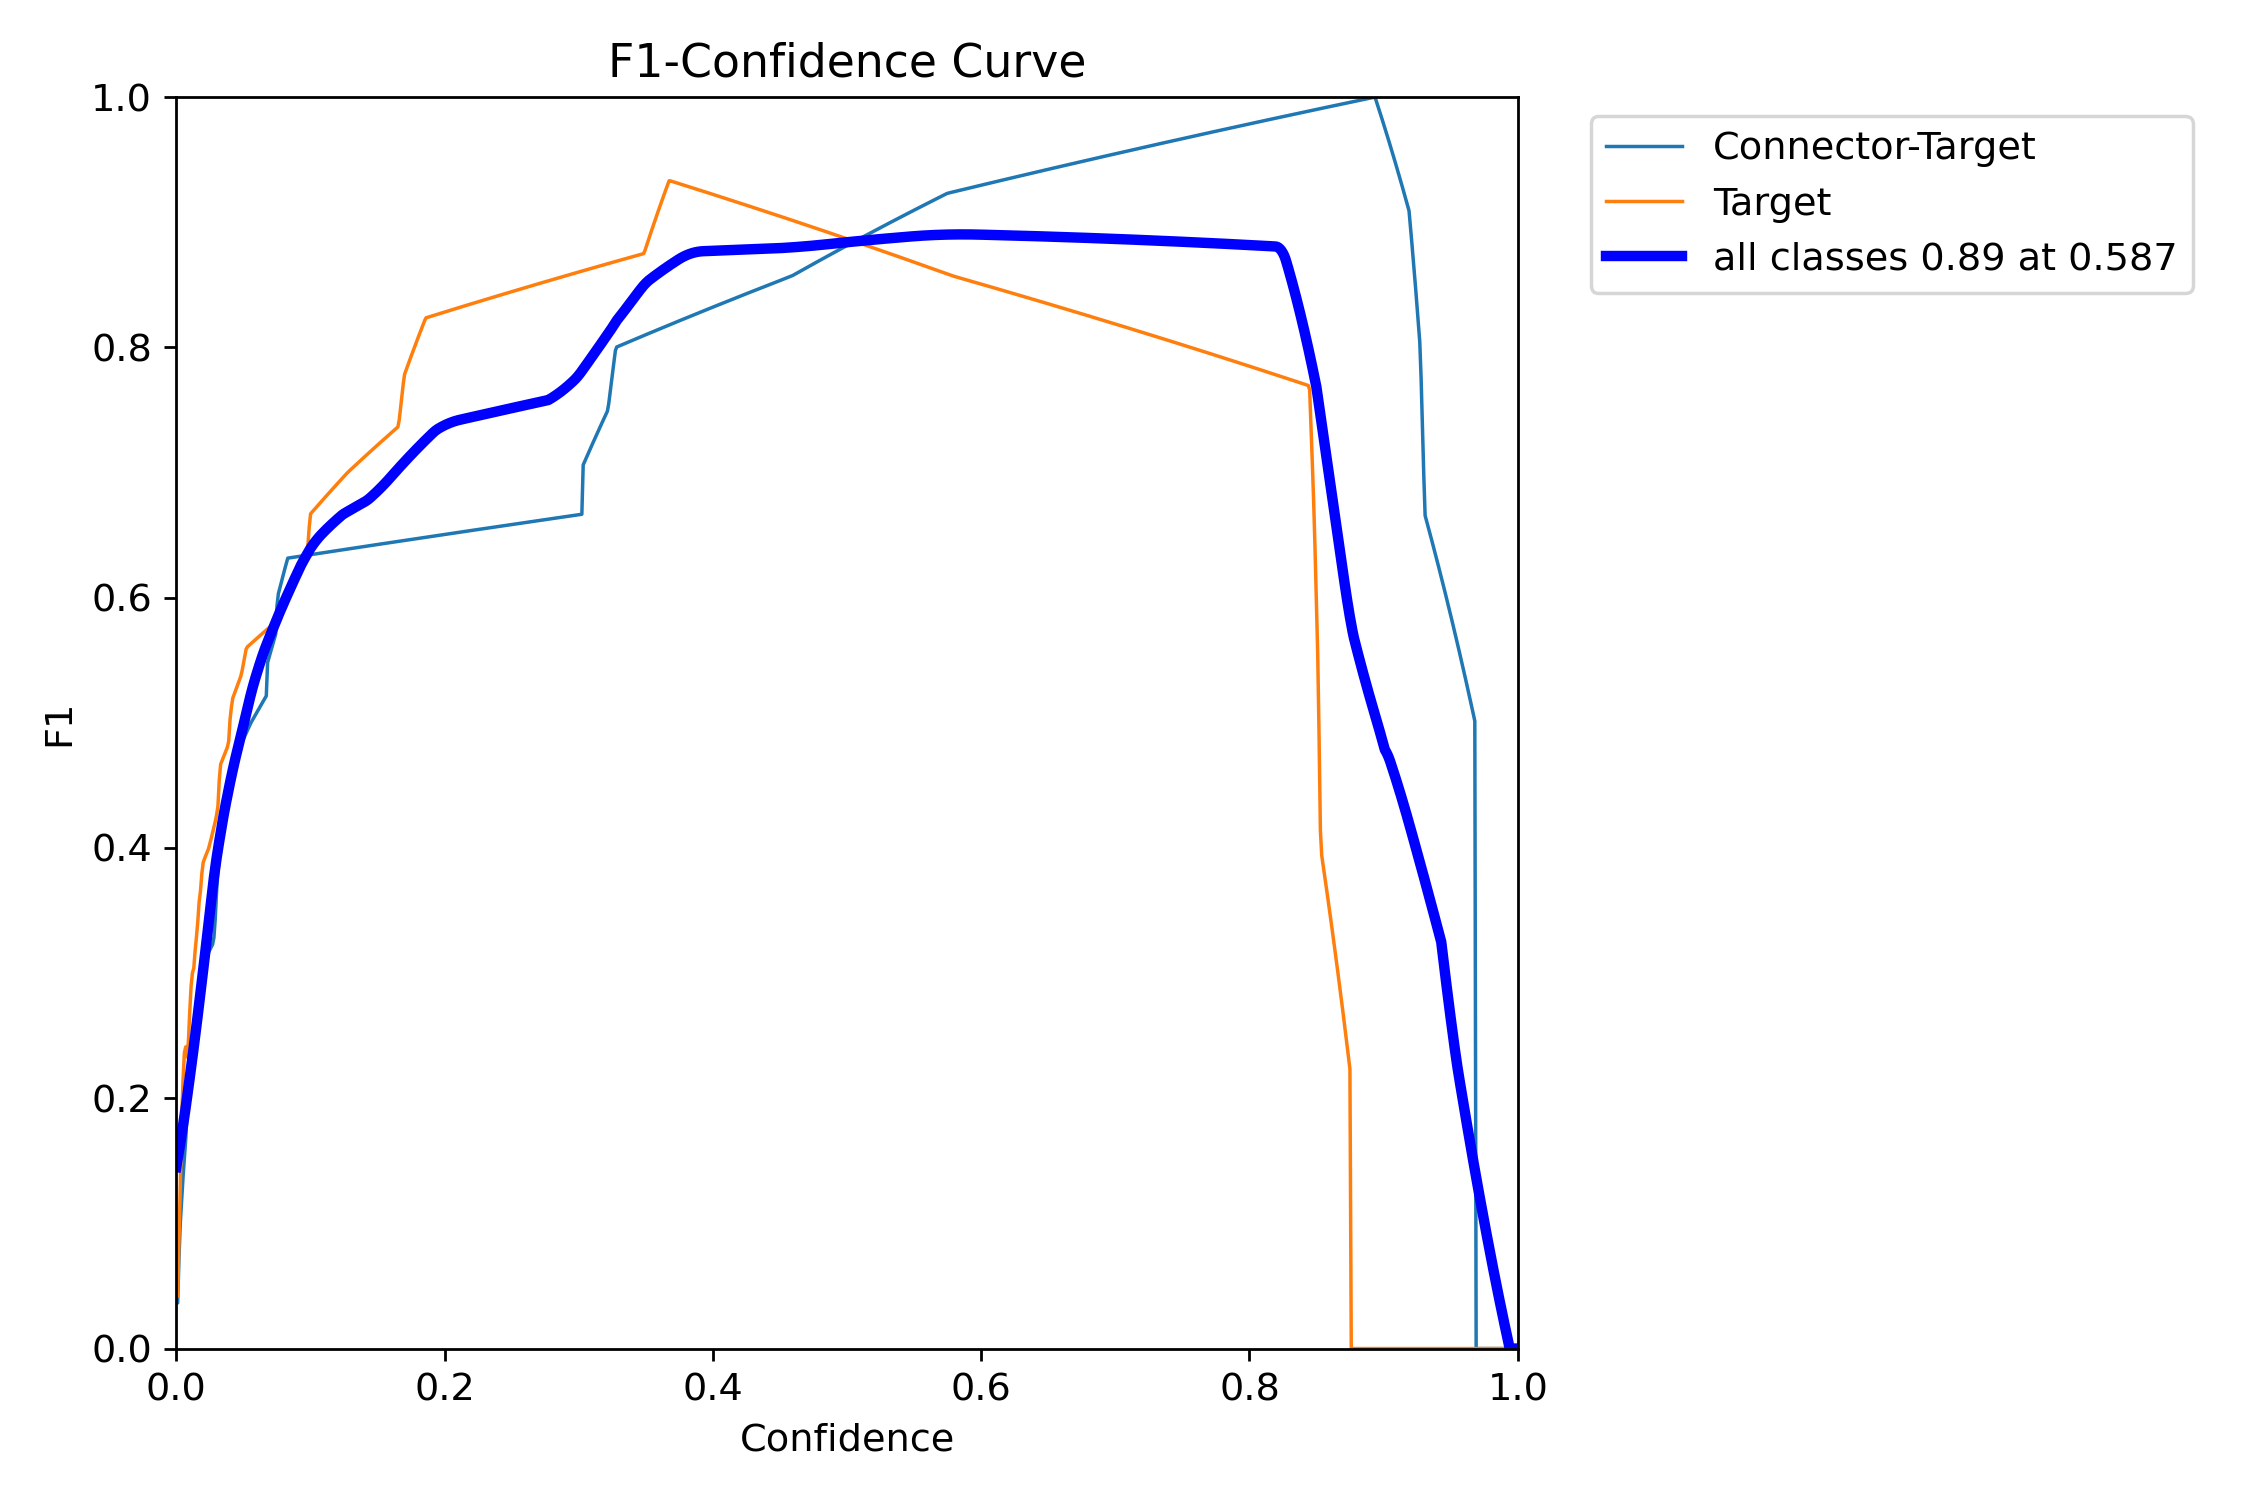 F1-Confidence Curve
1.0
0.8
0.6
0.4
0.2
0.0
F1
0.0 0.2 0.4 0.6 0.8 1.0
Confidence
Connector-Target
Target
all classes 0.89 at 0.587